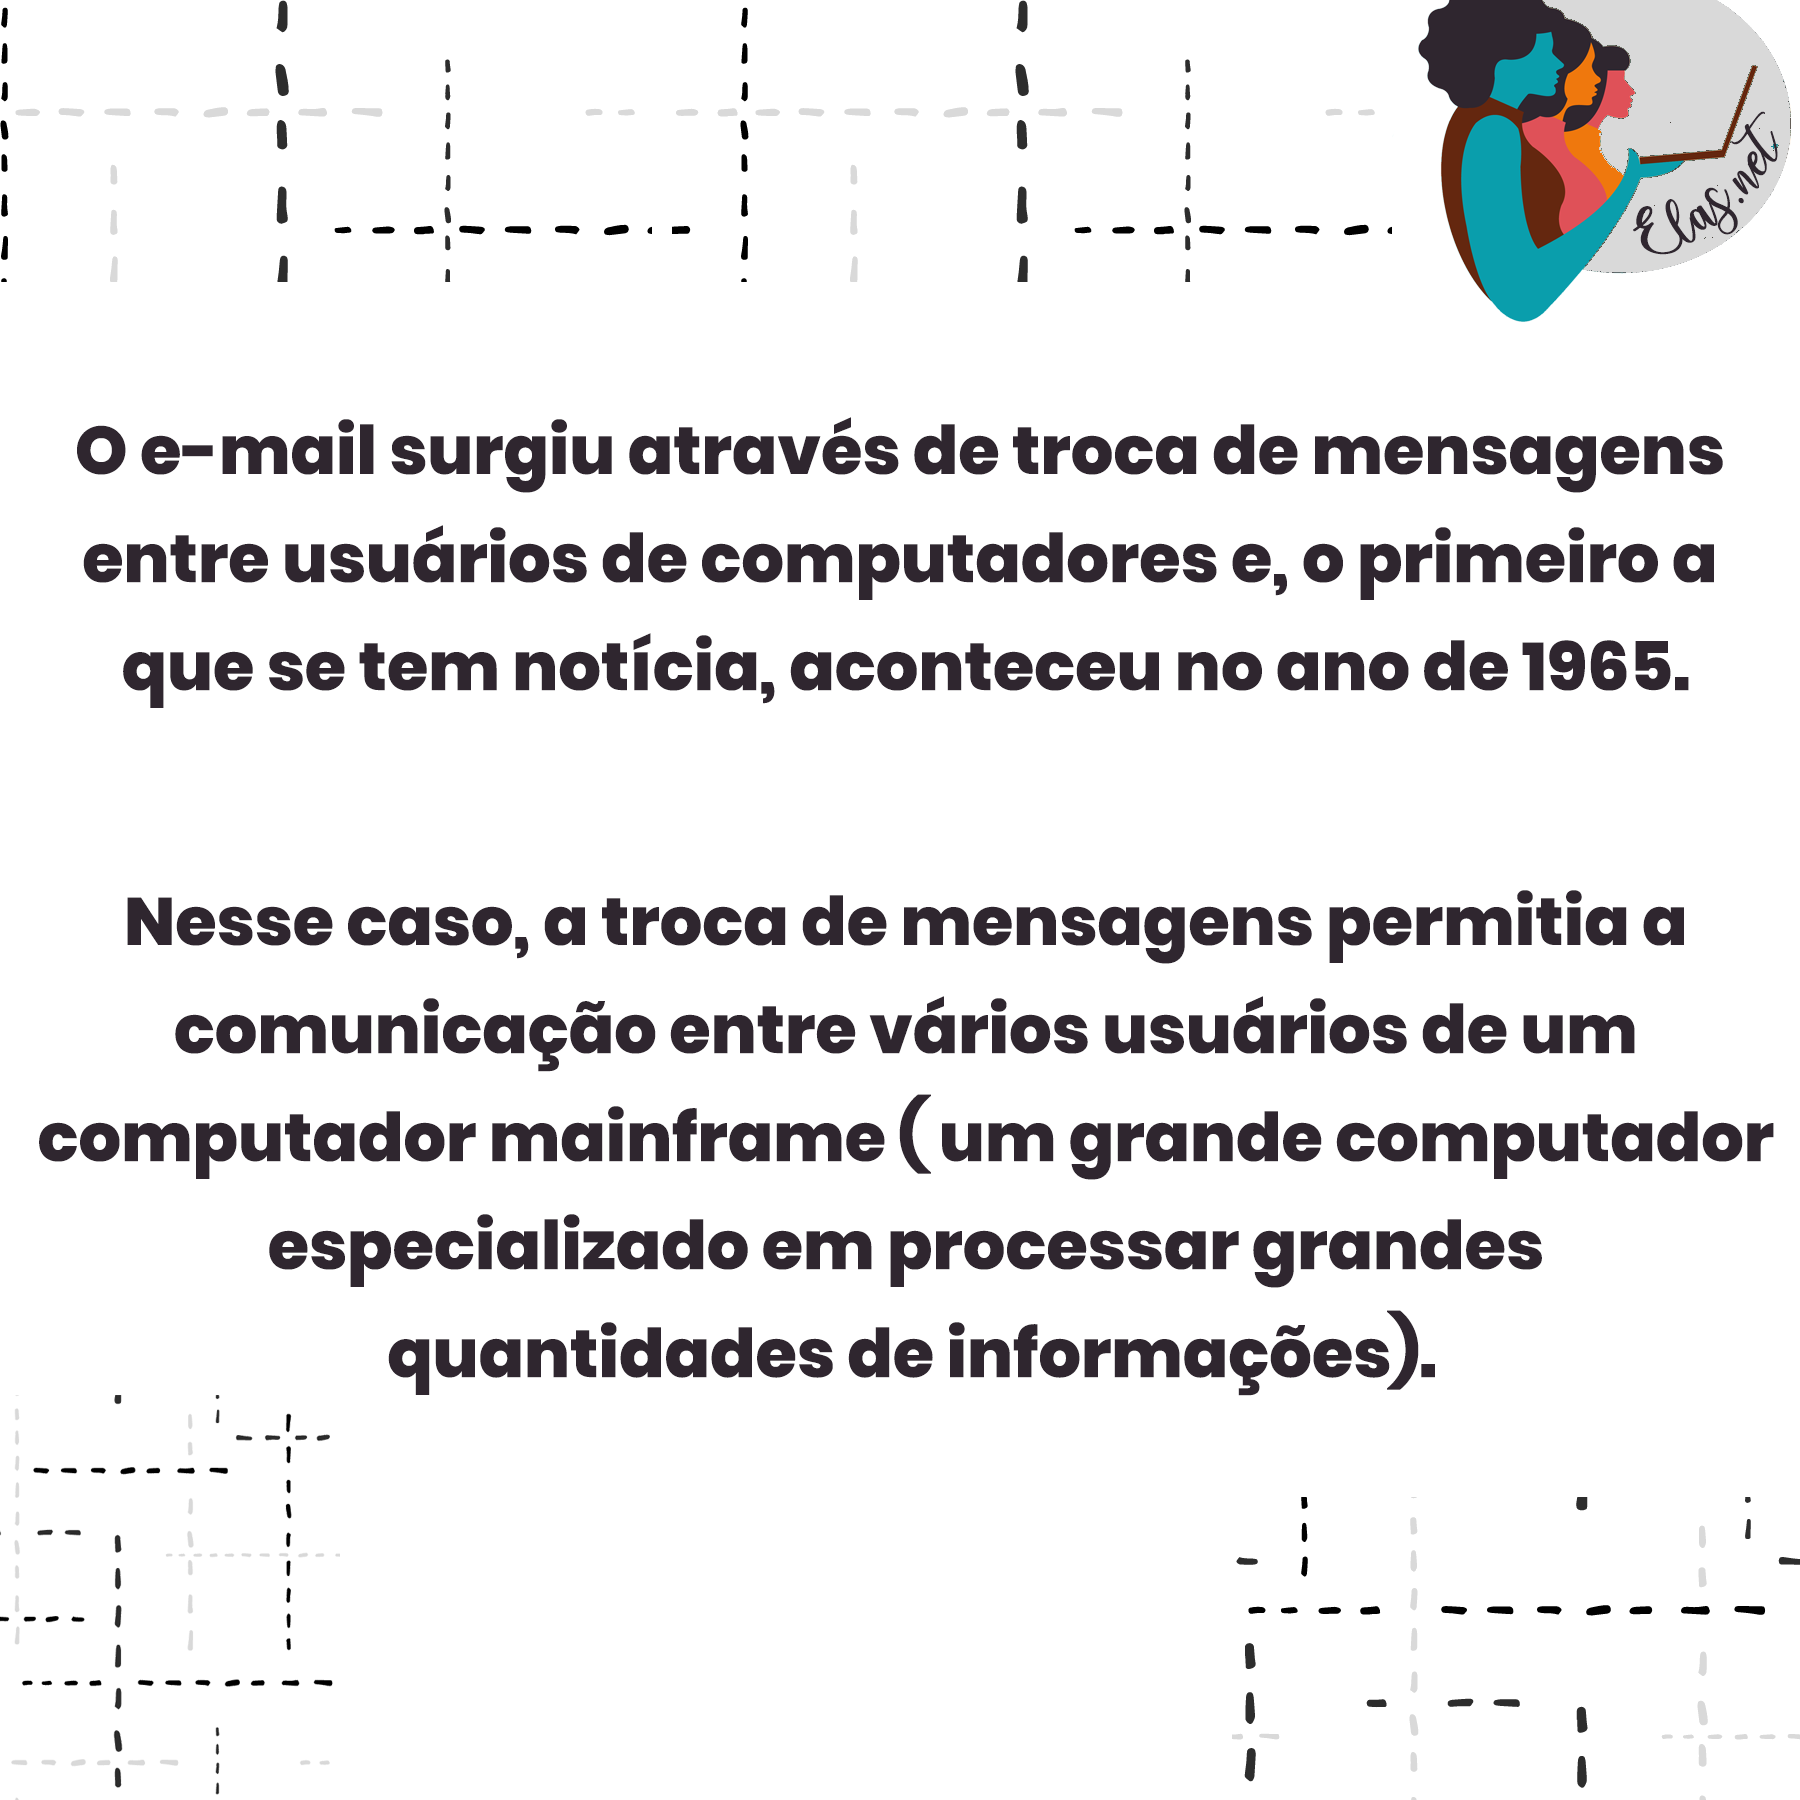 Elas.net
O e-mail surgiu através de troca de mensagens
entre usuários de computadores e, o primeiro a
que se tem notícia, aconteceu no ano de 1965.
Nesse caso, a troca de mensagens permitia a
comunicação entre vários usuários de um
computador mainframe ( um grande computador
especializado em processar grandes
quantidades de informações).